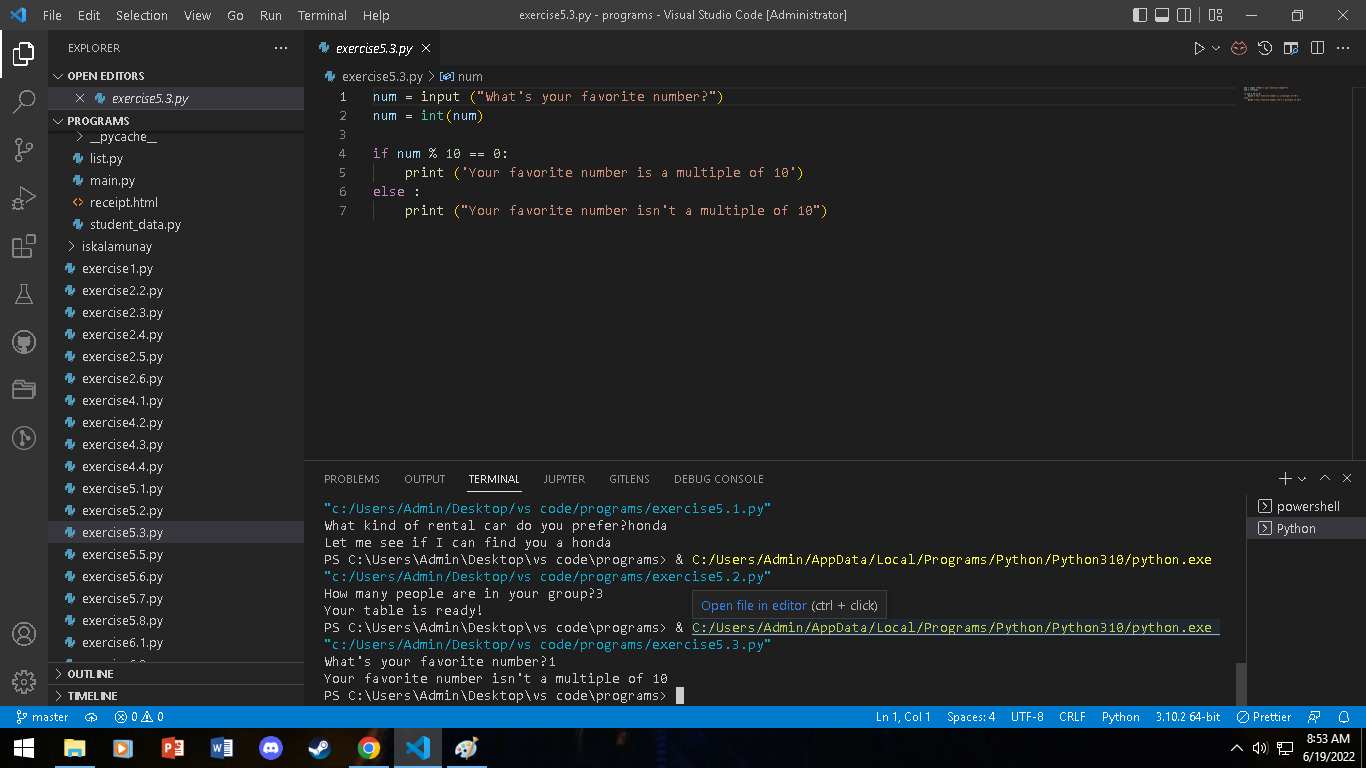 File Edit Selection View Go Run Terminal Help exercise5.3.py - programs - Visual Studio Code [Administrator]
EXPLORER
OPEN EDITORS
exercise5.3.py
PROGRAMS
__pycache__
list.py
main.py
receipt.html
student_data.py
iskalamunay
exercise1.py
exercise2.2.py
exercise2.3.py
exercise2.4.py
exercise2.5.py
exercise2.6.py
exercise4.1.py
exercise4.2.py
exercise4.3.py
exercise4.4.py
exercise5.1.py
exercise5.2.py
exercise5.3.py
exercise5.5.py
exercise5.6.py
exercise5.7.py
exercise5.8.py
exercise6.1.py
OUTLINE
TIMELINE
exercise5.3.py
exercise5.3.py > num
1 num = input ("What's your favorite number?")
2 num = int(num)
3
4 if num % 10 == 0:
5 print ('Your favorite number is a multiple of 10')
6 else :
7 print ("Your favorite number isn't a multiple of 10")
PROBLEMS OUTPUT TERMINAL JUPYTER GITLENS DEBUG CONSOLE
"c:/Users/Admin/Desktop/vs code/programs/exercise5.1.py"
What kind of rental car do you prefer?honda
Let me see if I can find you a honda
PS C:\Users\Admin\Desktop\vs code\programs> & C:/Users/Admin/AppData/Local/Programs/Python/Python310/python.exe
"c:/Users/Admin/Desktop/vs code/programs/exercise5.2.py"
How many people are in your group?3
Your table is ready!
Open file in editor (ctrl + click)
PS C:\Users\Admin\Desktop\vs code\programs> & C:/Users/Admin/AppData/Local/Programs/Python/Python310/python.exe
"c:/Users/Admin/Desktop/vs code/programs/exercise5.3.py"
What's your favorite number?1
Your favorite number isn't a multiple of 10
PS C:\Users\Admin\Desktop\vs code\programs>
powershell
Python
master 0 0 Ln 1, Col 1 Spaces: 4 UTF-8 CRLF Python 3.10.2 64-bit Prettier
8:53 AM
6/19/2022